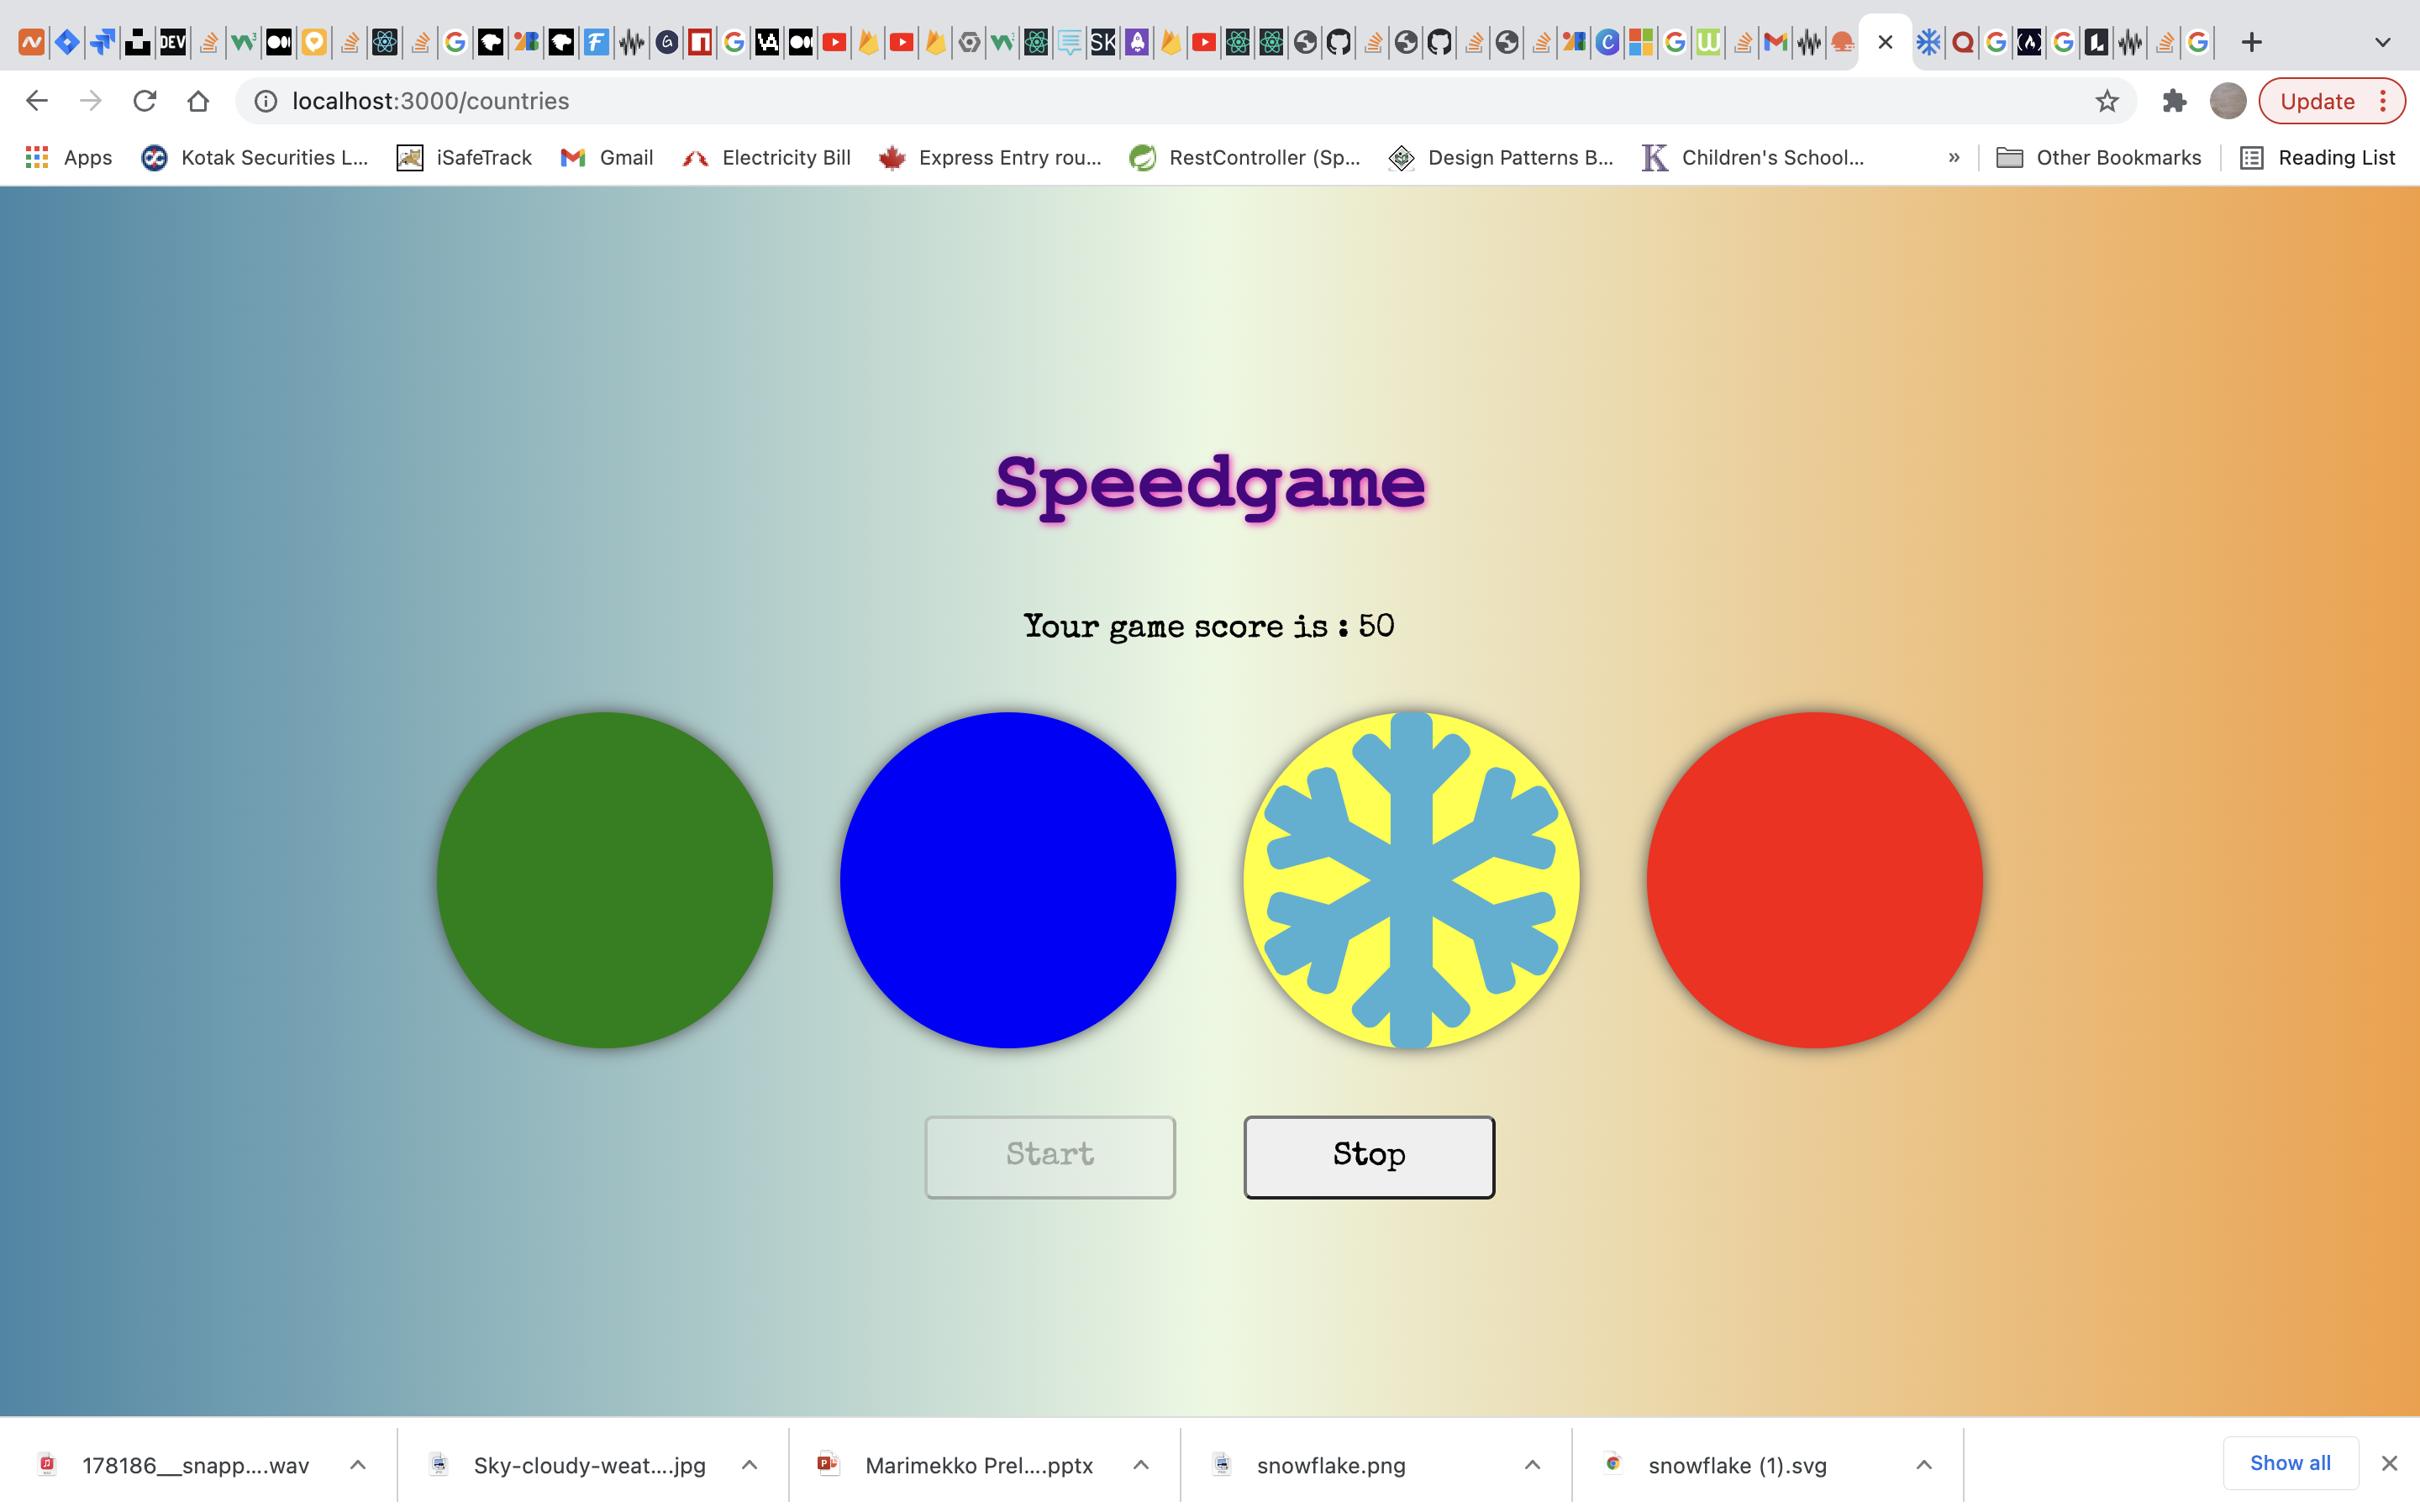 DEV
SK
localhost:3000/countries
Update
Apps
Kotak Securities L...
iSafeTrack
Gmail
Electricity Bill
Express Entry rou...
RestController (Sp...
Design Patterns B...
Children's School...
»
Other Bookmarks
Reading List
Speedgame
Your game score is : 50
Start
Stop
178186__snapp....wav
Sky-cloudy-weat....jpg
Marimekko Prel....pptx
snowflake.png
snowflake (1).svg
Show all